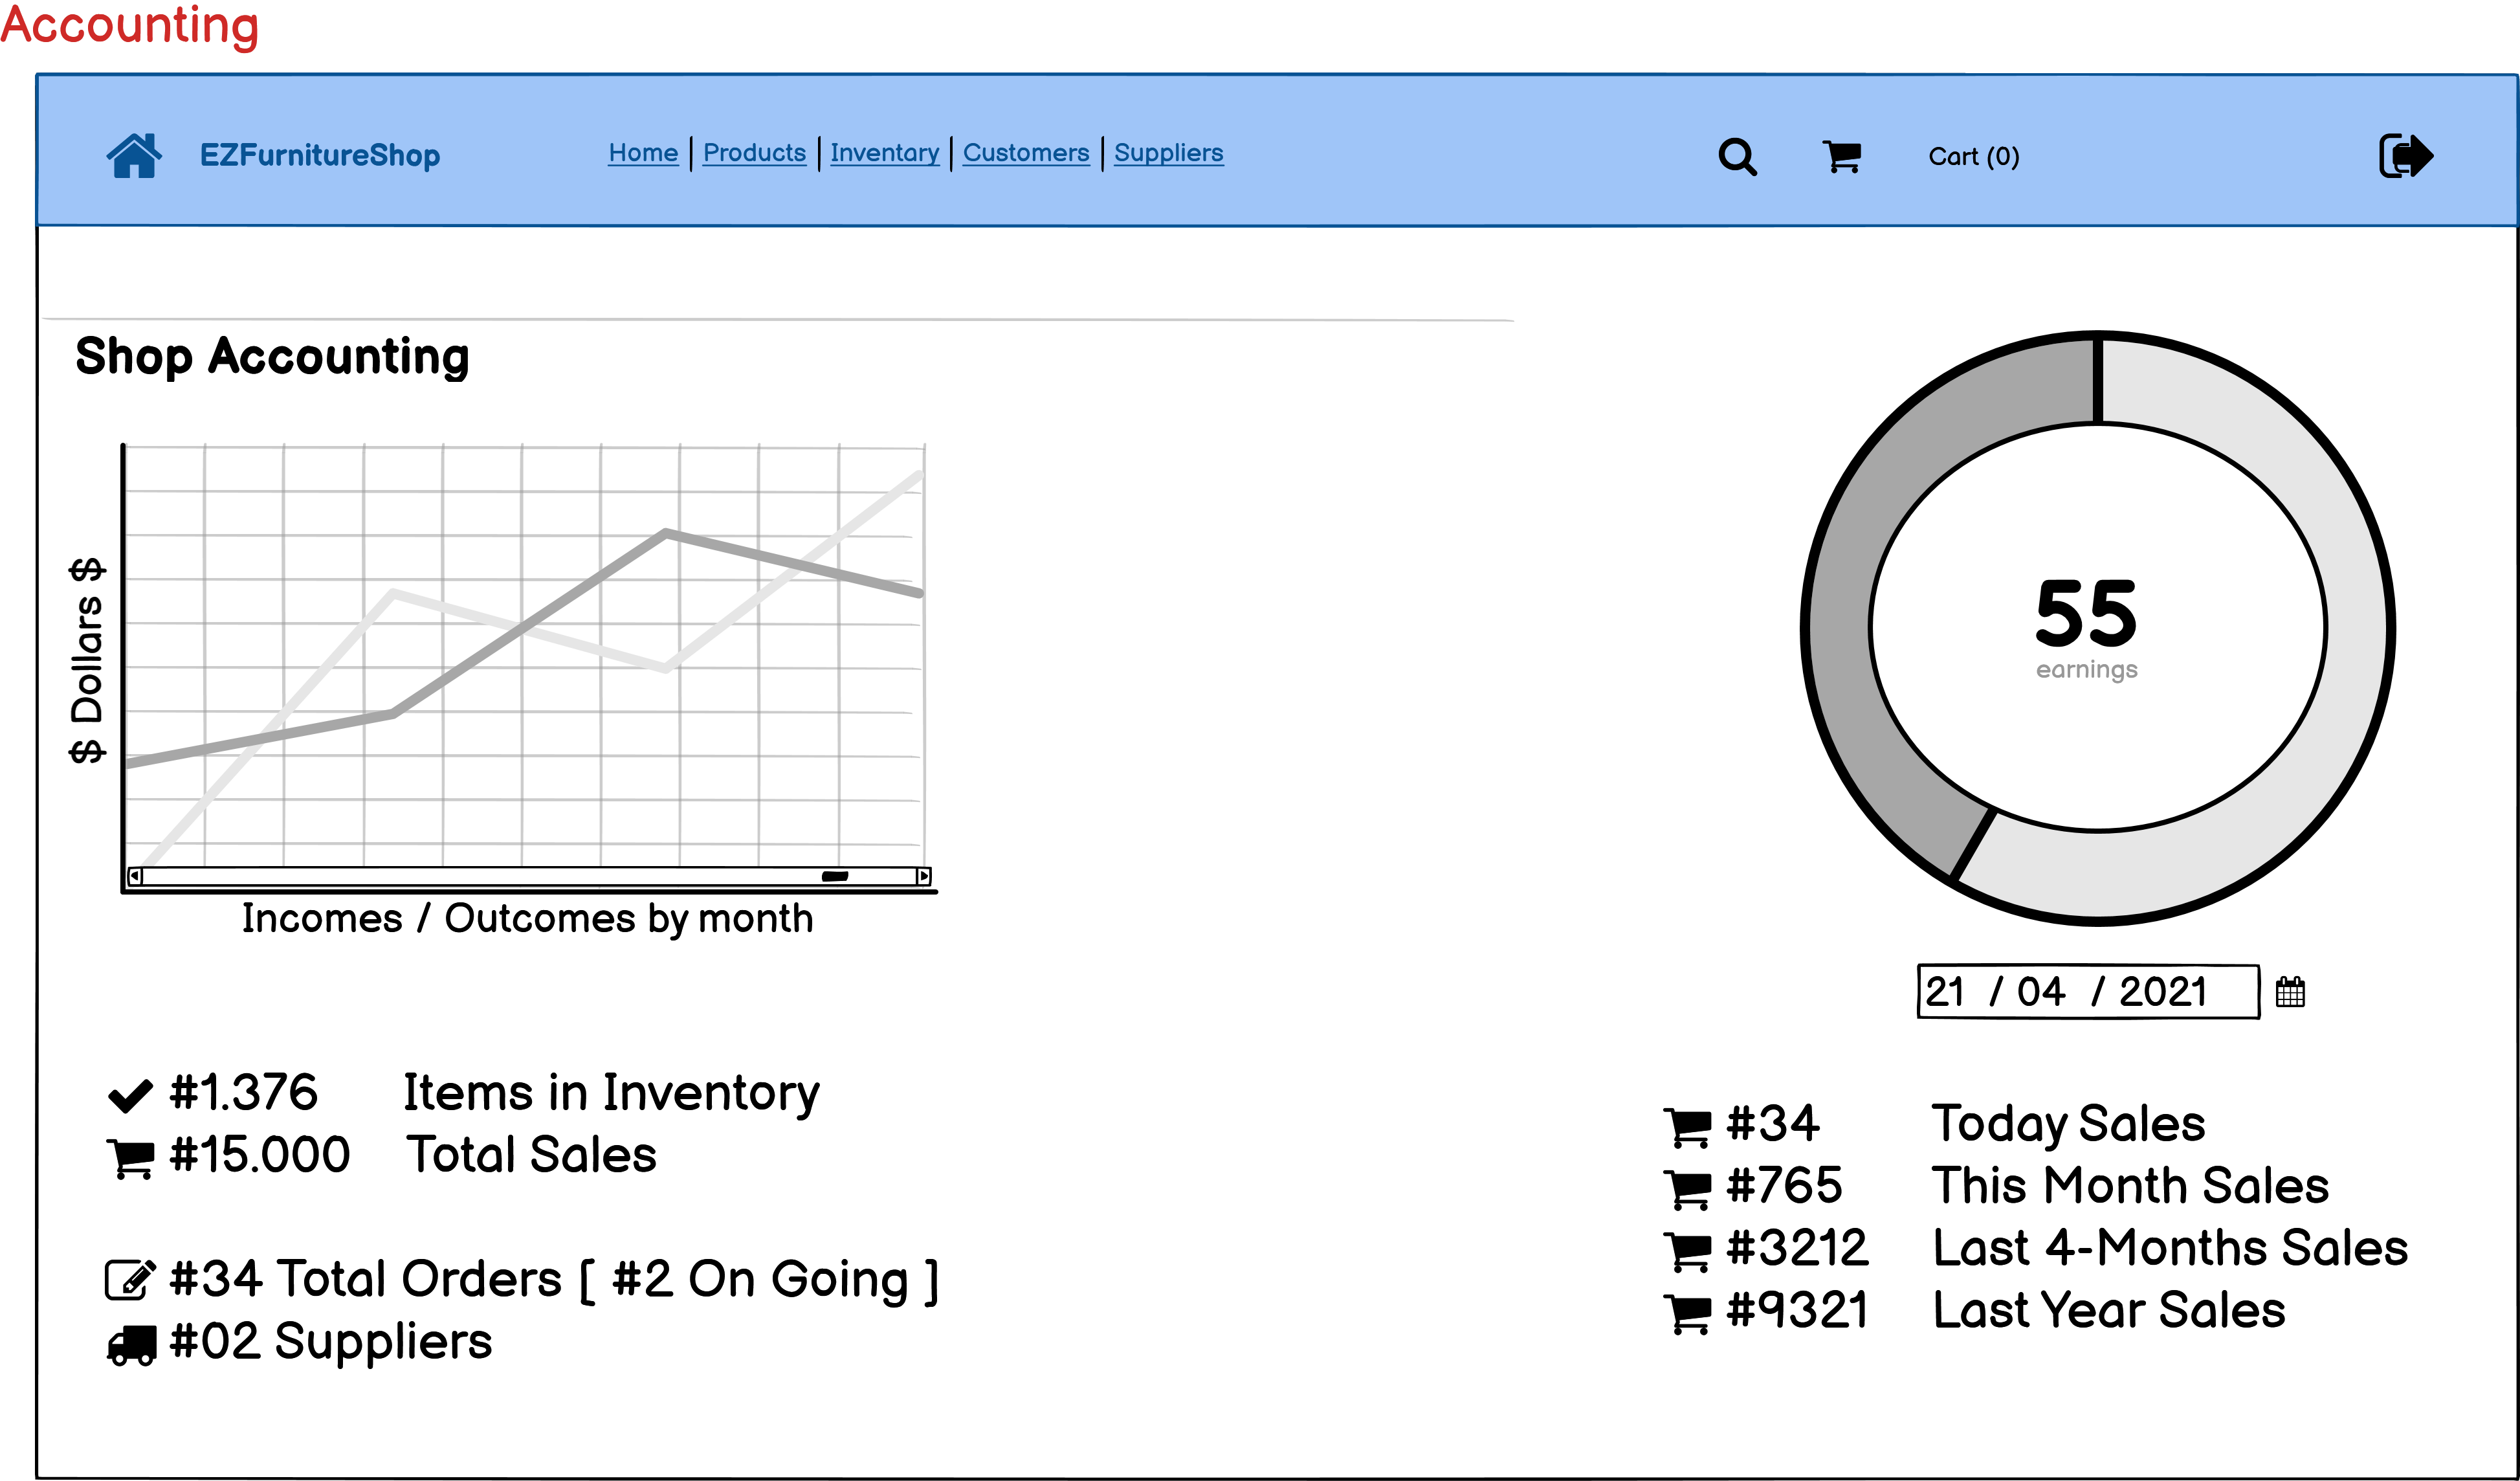 Accounting
EZFurnitureShop
Home | Products | Inventary | Customers | Suppliers
Cart (0)
Shop Accounting
$ Dollars $
Incomes / Outcomes by month
55
earnings
21 / 04 / 2021
#1.376 Items in Inventory
#15.000 Total Sales
#34 Total Orders [ #2 On Going ]
#02 Suppliers
#34 Today Sales
#765 This Month Sales
#3212 Last 4-Months Sales
#9321 Last Year Sales